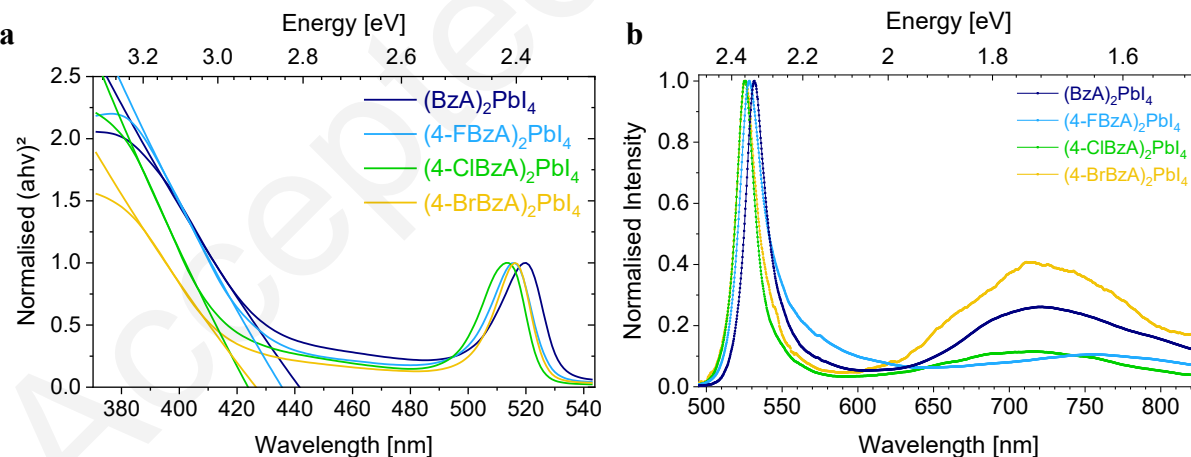 a
Energy [eV]
3.2 3.0 2.8 2.6 2.4
2.5
2.0
1.5
1.0
0.5
0.0
Normalised (ahv)²
(BzA)₂PbI₄
(4-FBzA)₂PbI₄
(4-ClBzA)₂PbI₄
(4-BrBzA)₂PbI₄
380 400 420 440 460 480 500 520 540
Wavelength [nm]
b
Energy [eV]
2.4 2.2 2 1.8 1.6
1.0
0.8
0.6
0.4
0.2
0.0
Normalised Intensity
(BzA)₂PbI₄
(4-FBzA)₂PbI₄
(4-ClBzA)₂PbI₄
(4-BrBzA)₂PbI₄
500 550 600 650 700 750 800
Wavelength [nm]